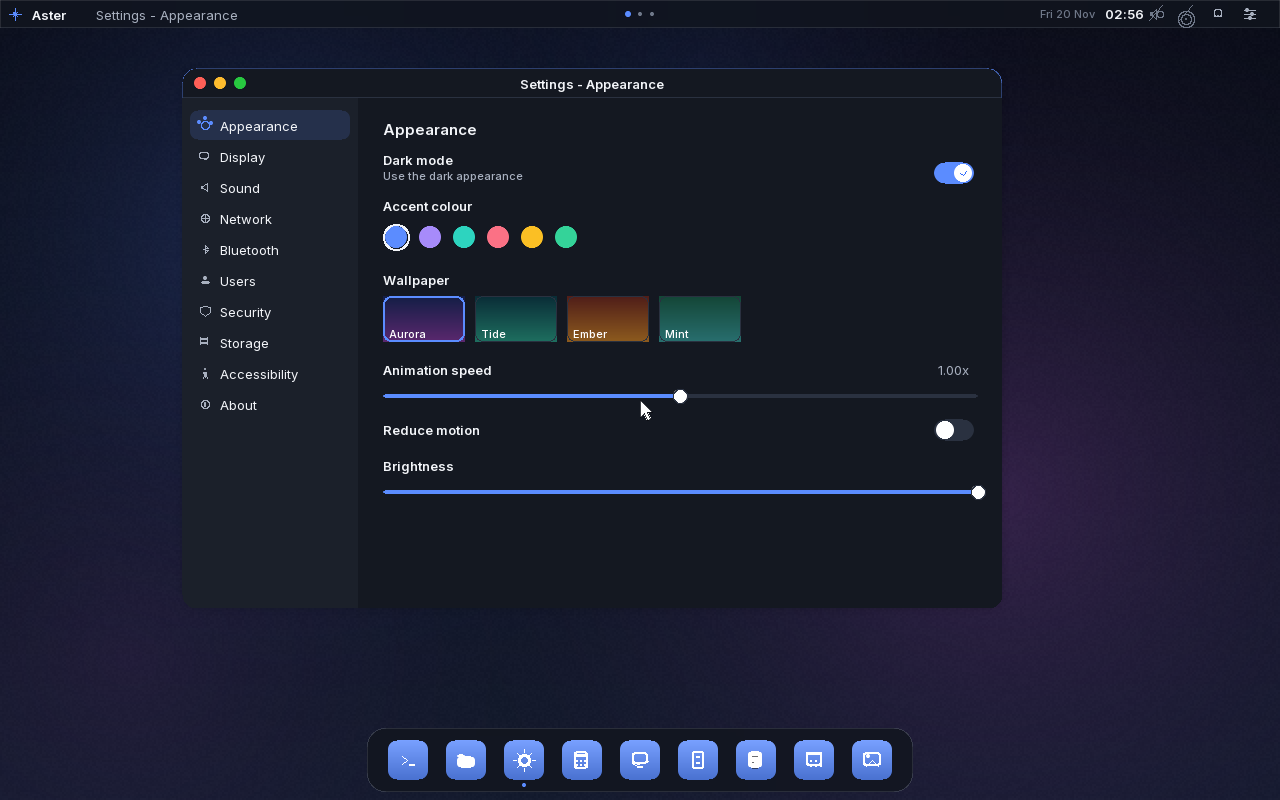 Aster
Settings - Appearance
Fri 20 Nov 02:56
Settings - Appearance
Appearance
Display
Sound
Network
Bluetooth
Users
Security
Storage
Accessibility
About
Appearance
Dark mode
Use the dark appearance
Accent colour
Wallpaper
Aurora
Tide
Ember
Mint
Animation speed
1.00x
Reduce motion
Brightness